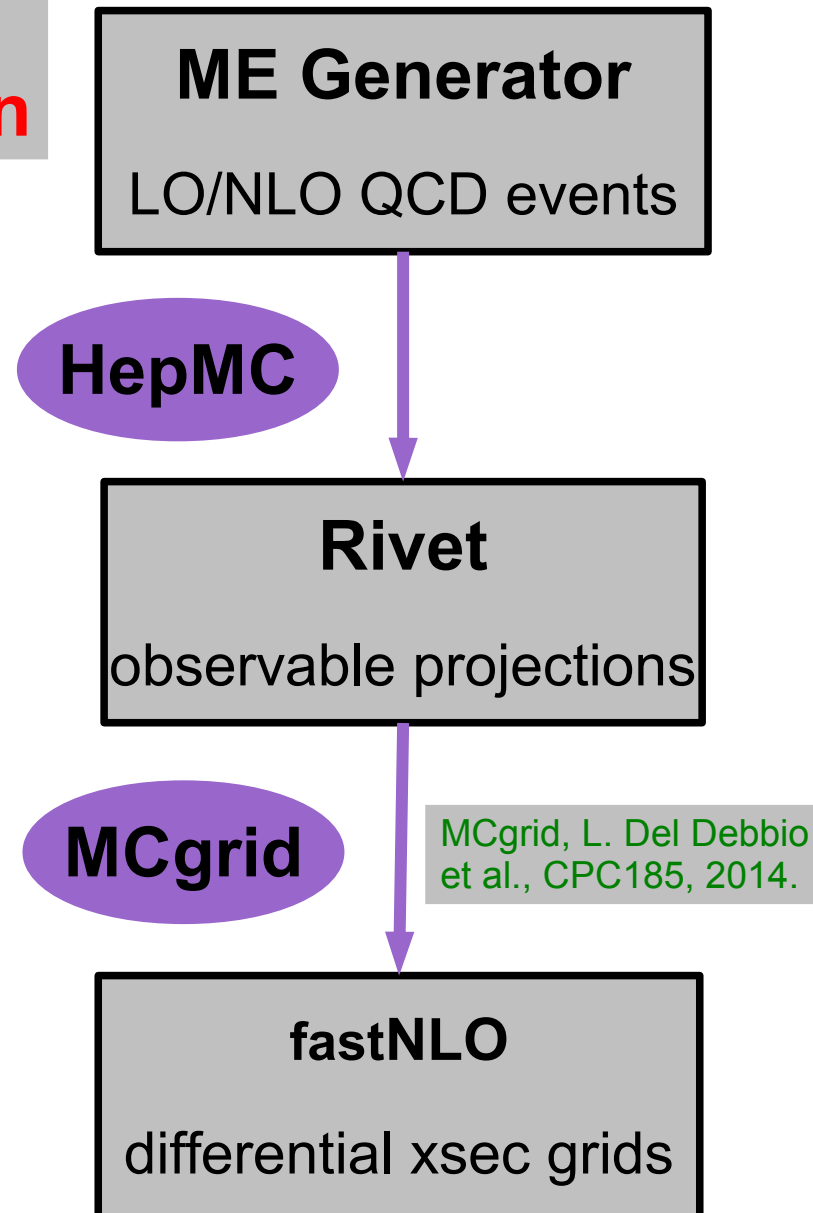 ME Generator
LO/NLO QCD events
HepMC
Rivet
observable projections
MCgrid
MCgrid, L. Del Debbio
et al., CPC185, 2014.
fastNLO
differential xsec grids